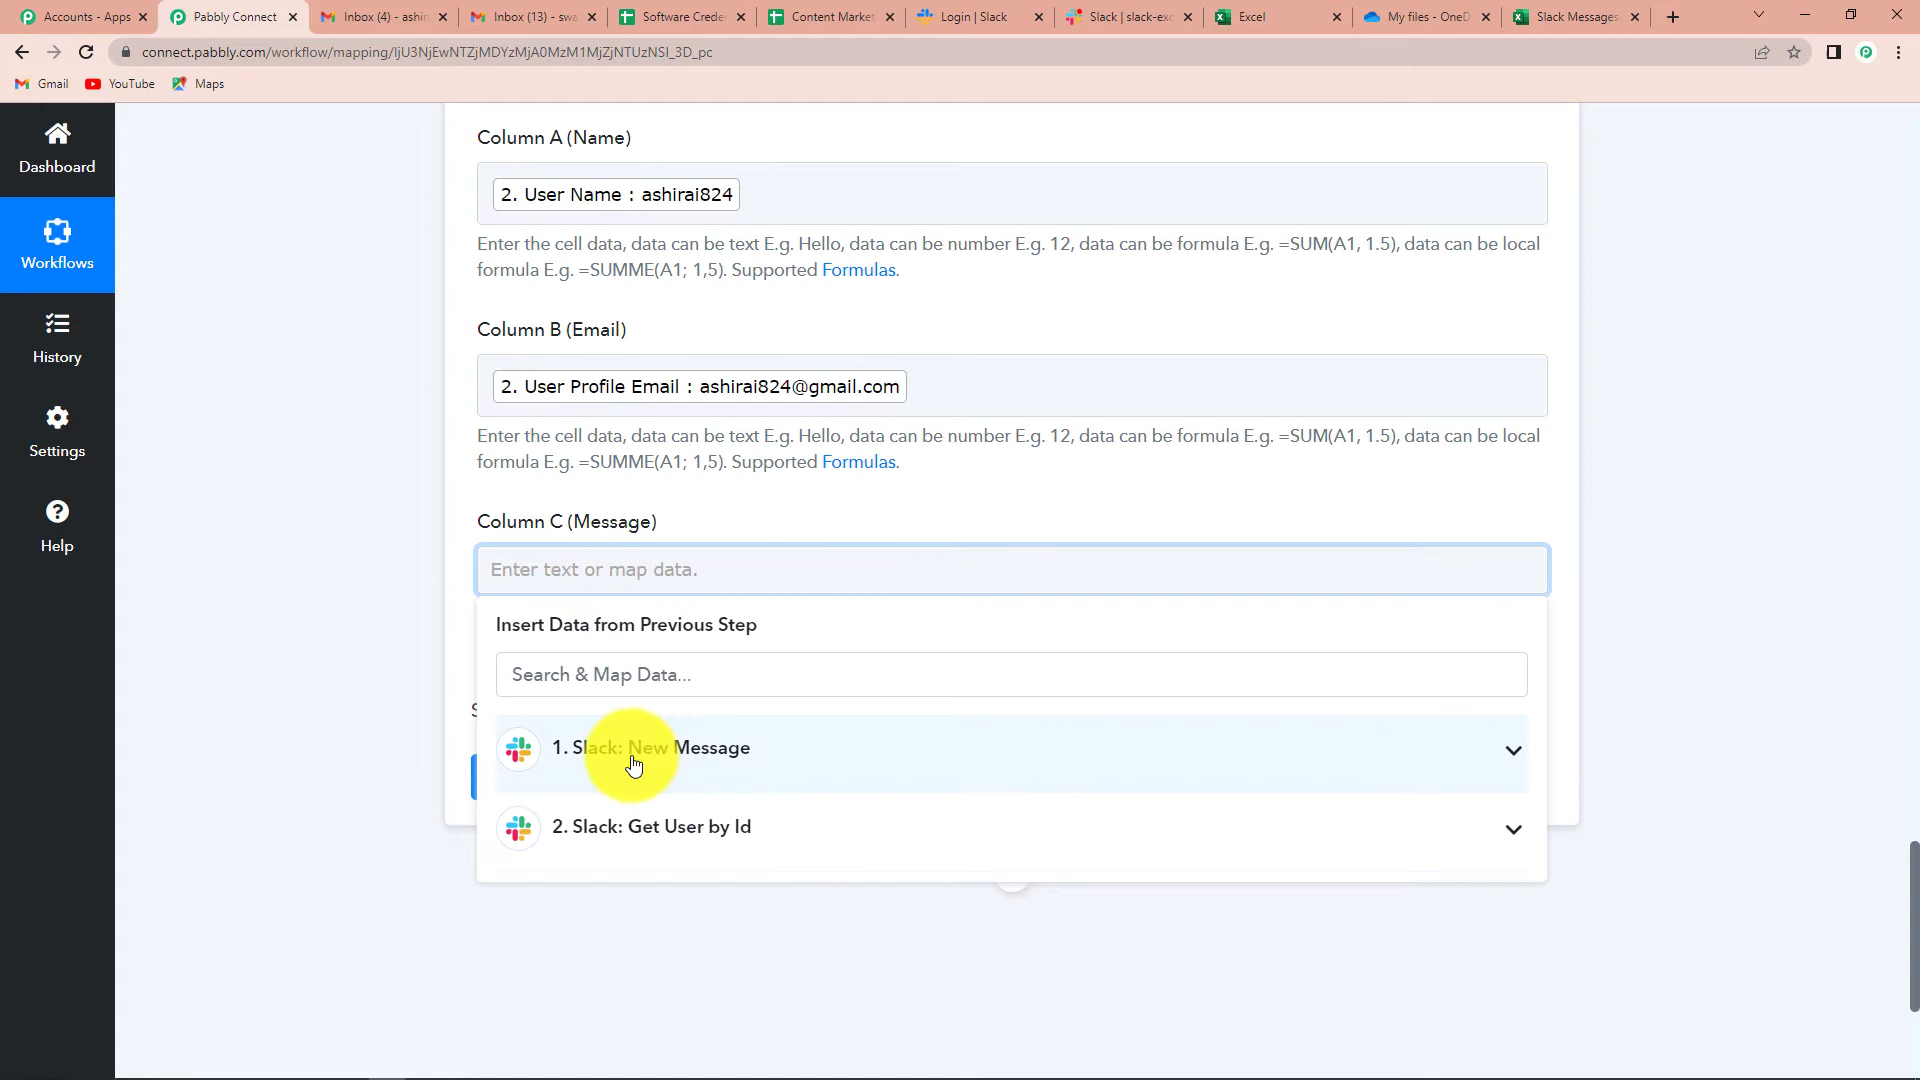 Accounts - Apps
Pabbly Connect
Inbox (4) - ashir
Inbox (13) - swa
Software Creder
Content Market
Login | Slack
Slack | slack-exc
Excel
My files - OneD
Slack Messages
connect.pabbly.com/workflow/mapping/IjU3NjEwNTZjMDYzMjA0MzM1MjZjNTUzNSI_3D_pc
Gmail
YouTube
Maps
Dashboard
Workflows
History
Settings
Help
Column A (Name)
2. User Name : ashirai824
Enter the cell data, data can be text E.g. Hello, data can be number E.g. 12, data can be formula E.g. =SUM(A1, 1.5), data can be local
formula E.g. =SUMME(A1; 1,5). Supported Formulas.
Column B (Email)
2. User Profile Email : ashirai824@gmail.com
Enter the cell data, data can be text E.g. Hello, data can be number E.g. 12, data can be formula E.g. =SUM(A1, 1.5), data can be local
formula E.g. =SUMME(A1; 1,5). Supported Formulas.
Column C (Message)
Enter text or map data.
Insert Data from Previous Step
Search & Map Data...
1. Slack: New Message
2. Slack: Get User by Id